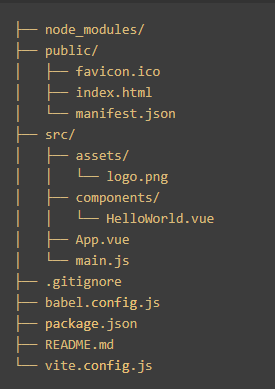 ├── node_modules/
├── public/
│   ├── favicon.ico
│   ├── index.html
│   └── manifest.json
├── src/
│   ├── assets/
│   │   └── logo.png
│   ├── components/
│   │   └── HelloWorld.vue
│   ├── App.vue
│   └── main.js
├── .gitignore
├── babel.config.js
├── package.json
├── README.md
└── vite.config.js